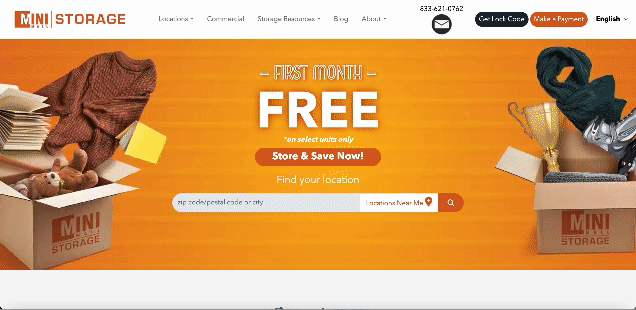 MINI MALL STORAGE
Locations
Commercial
Storage Resources
Blog
About
833-621-0762
Get Lock Code
Make a Payment
English
FIRST MONTH
FREE
*on select units only
Store & Save Now!
Find your location
zip code/postal code or city
Locations Near Me
MINI
MALL
STORAGE
MINI
MALL
STORAGE